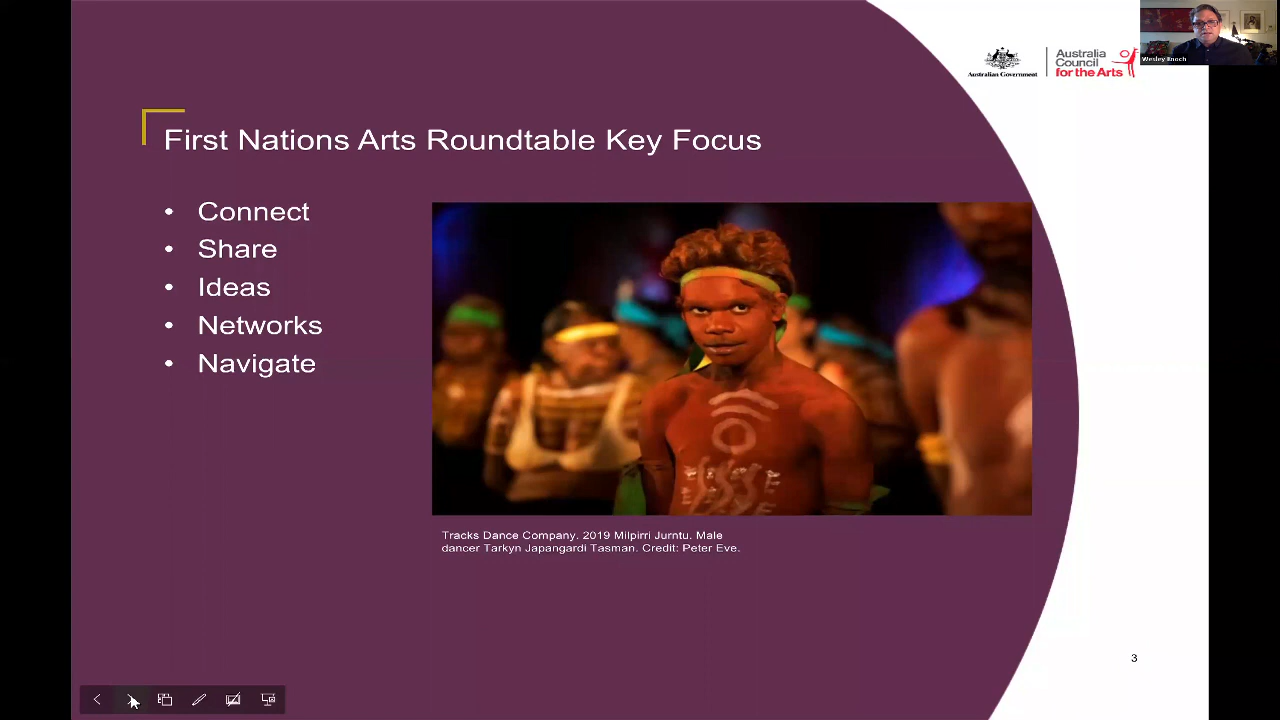 Wesley Enoch
Australian Government
Australia
Council
for the Arts
First Nations Arts Roundtable Key Focus
• Connect
• Share
• Ideas
• Networks
• Navigate
Tracks Dance Company. 2019 Milpirri Jurntu. Male
dancer Tarkyn Japangardi Tasman. Credit: Peter Eve.
3